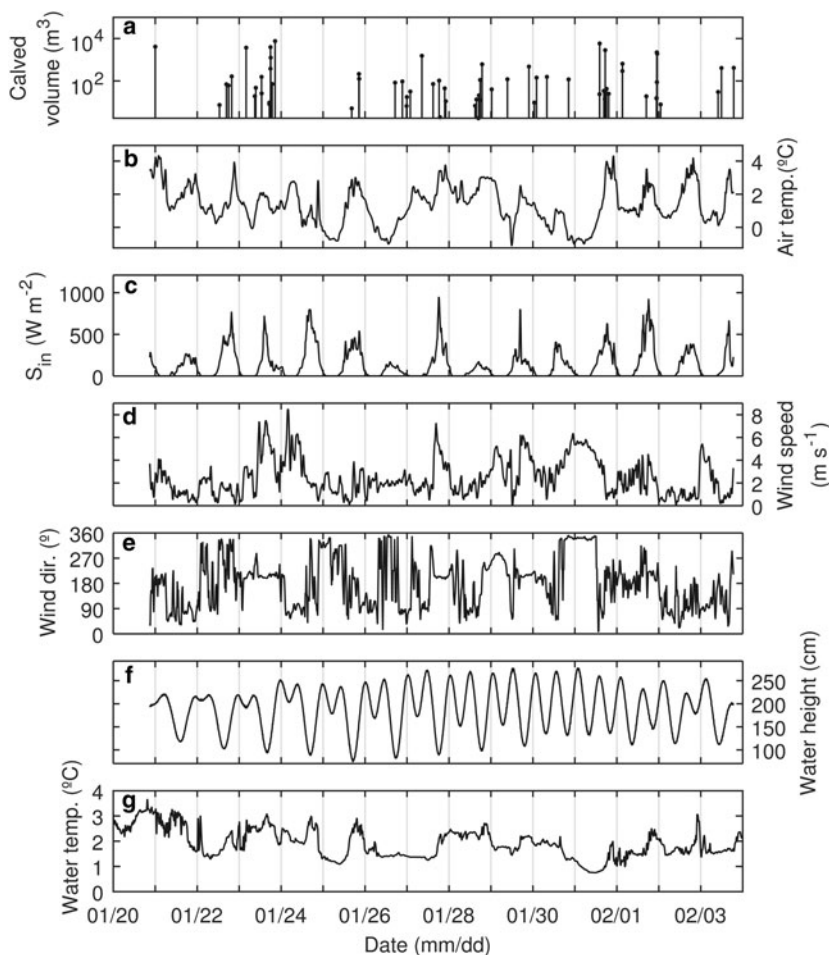 a
Calved
volume (m³)
10⁴
10²
b
4
2
0
Air temp.(ºC)
c
1000
500
0
Sᵢₙ (W m⁻²)
d
8
6
4
2
0
Wind speed
(m s⁻¹)
e
360
270
180
90
0
Wind dir. (º)
f
250
200
150
100
Water height (cm)
g
4
3
2
1
0
Water temp. (ºC)
01/20 01/22 01/24 01/26 01/28 01/30 02/01 02/03
Date (mm/dd)